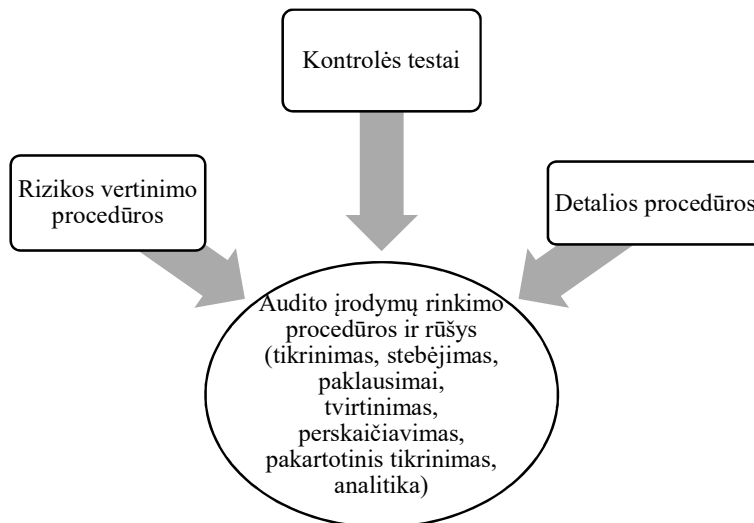 Kontrolės testai
Rizikos vertinimo
procedūros
Detalios procedūros
Audito įrodymų rinkimo
procedūros ir rūšys
(tikrinimas, stebėjimas,
paklausimai,
tvirtinimas,
perskaičiavimas,
pakartotinis tikrinimas,
analitika)